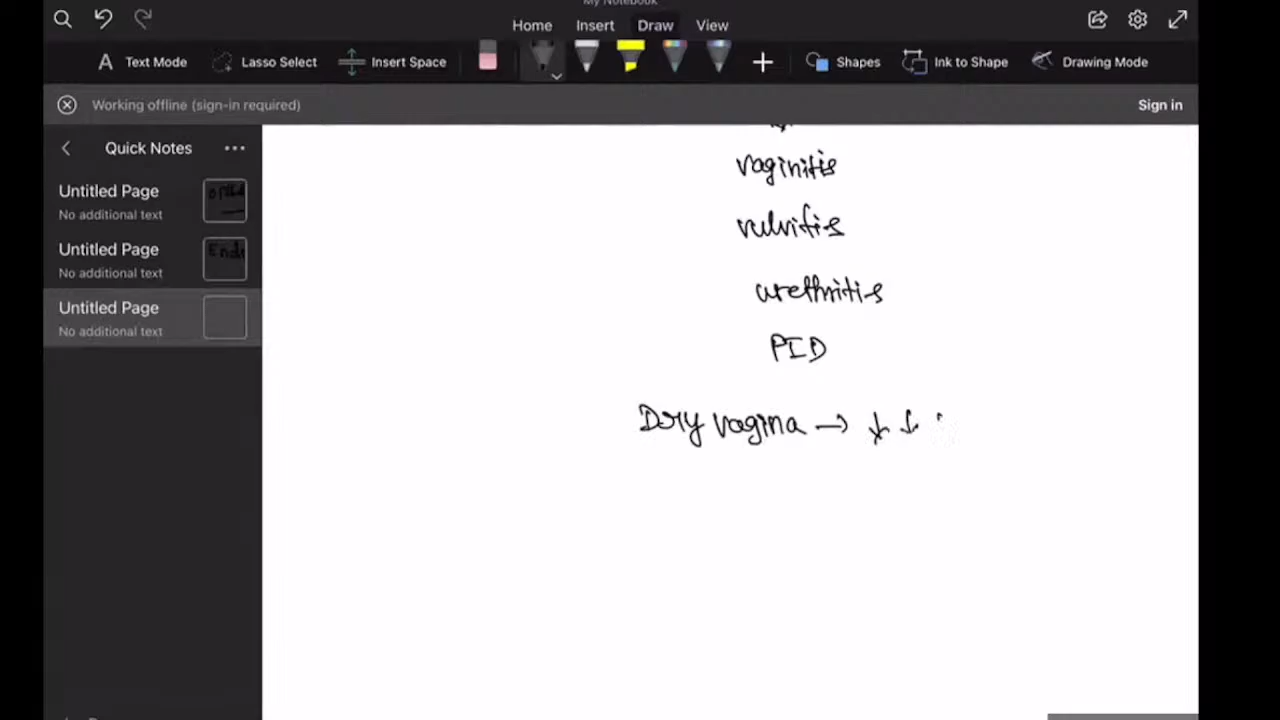 My Notebook
Home Insert Draw View
A Text Mode Lasso Select Insert Space Shapes Ink to Shape Drawing Mode
Working offline (sign-in required) Sign in
Quick Notes ...
Untitled Page
No additional text
Untitled Page
No additional text
Untitled Page
No additional text
vaginitis
vulvitis
urethritis
PID
Dry vagina → ↓ ↓